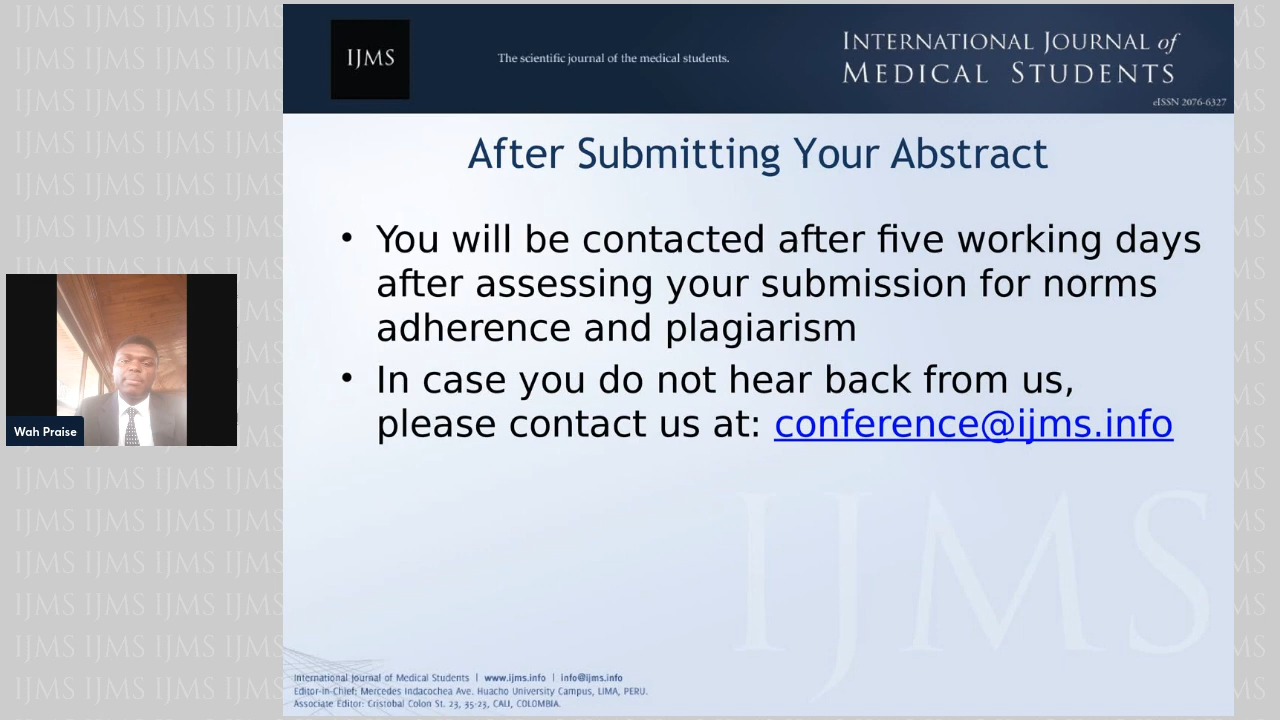 IJMS
The scientific journal of the medical students.
INTERNATIONAL JOURNAL of
MEDICAL STUDENTS
eISSN 2076-6327
After Submitting Your Abstract
• You will be contacted after five working days
after assessing your submission for norms
adherence and plagiarism
• In case you do not hear back from us,
please contact us at: conference@ijms.info
Wah Praise
IJMS
International Journal of Medical Students | www.ijms.info | info@ijms.info
Editor-in-Chief: Mercedes Indacochea Ave. Huacho University Campus, LIMA, PERU.
Associate Editor: Cristobal Colon St. 23, 35-23, CALI, COLOMBIA.